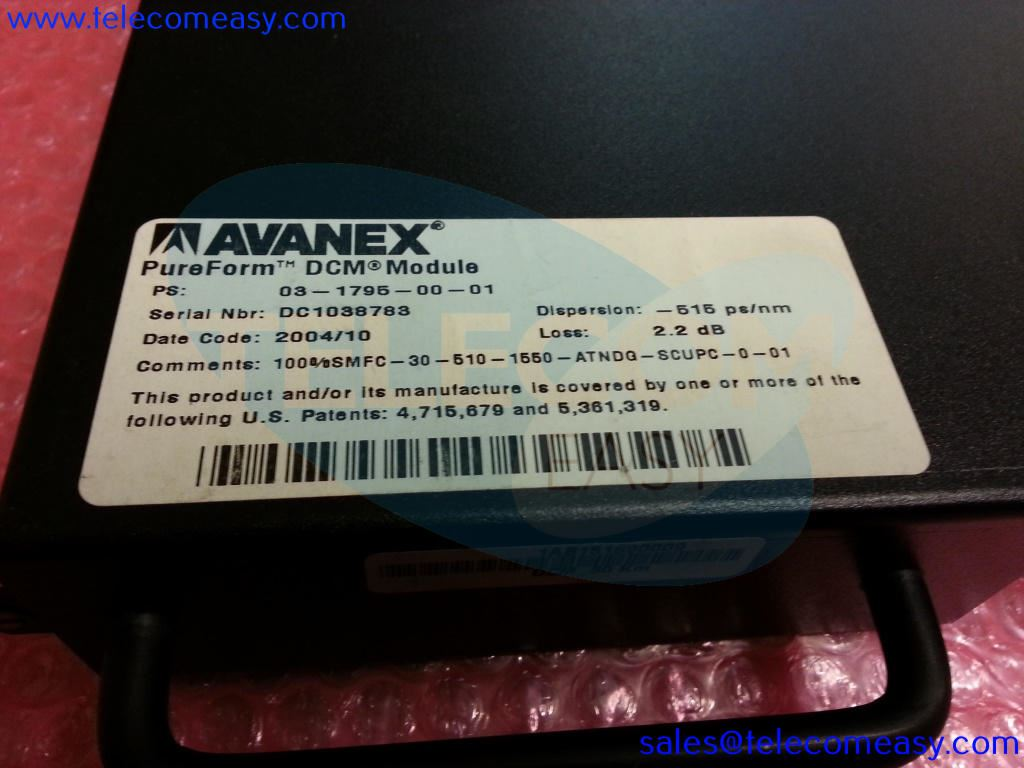 www.telecomeasy.com
AVANEX®
PureForm™ DCM® Module
PS: 03-1795-00-01
Serial Nbr: DC1038783 Dispersion: -515 ps/nm
Date Code: 2004/10 Loss: 2.2 dB
Comments: 100%SMFC-30-510-1550-ATNDG-SCUPC-0-01
This product and/or its manufacture is covered by one or more of the
following U.S. Patents: 4,715,679 and 5,361,319.
TELECOM
EASY
sales@telecomeasy.com